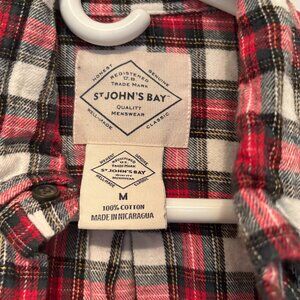 HONEST
GENUINE
REGISTERED
TRADE MARK
ST JOHN'S BAY
QUALITY
MENSWEAR
WELL-MADE
CLASSIC
ST JOHN'S BAY
M
100% COTTON
MADE IN NICARAGUA